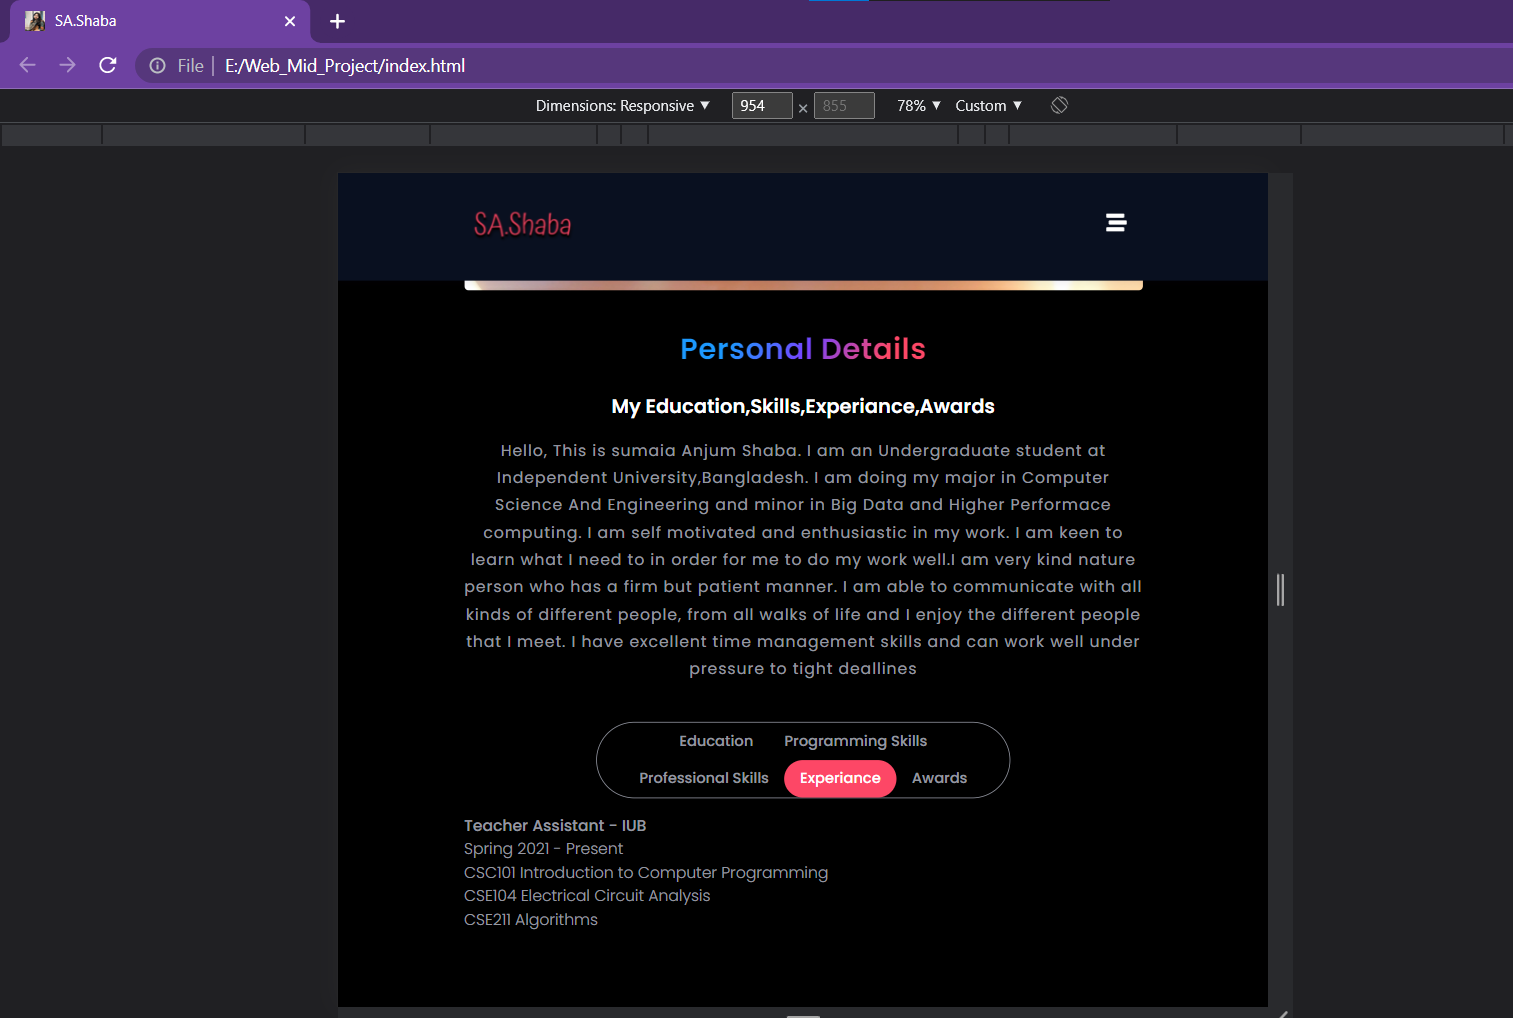 SA.Shaba
File E:/Web_Mid_Project/index.html
Dimensions: Responsive ▼ 954 × 855 78% ▼ Custom ▼
SA.Shaba
Personal Details
My Education,Skills,Experiance,Awards
Hello, This is sumaia Anjum Shaba. I am an Undergraduate student at
Independent University,Bangladesh. I am doing my major in Computer
Science And Engineering and minor in Big Data and Higher Performace
computing. I am self motivated and enthusiastic in my work. I am keen to
learn what I need to in order for me to do my work well.I am very kind nature
person who has a firm but patient manner. I am able to communicate with all
kinds of different people, from all walks of life and I enjoy the different people
that I meet. I have excellent time management skills and can work well under
pressure to tight deallines
Education Programming Skills
Professional Skills Experiance Awards
Teacher Assistant - IUB
Spring 2021 - Present
CSC101 Introduction to Computer Programming
CSE104 Electrical Circuit Analysis
CSE211 Algorithms